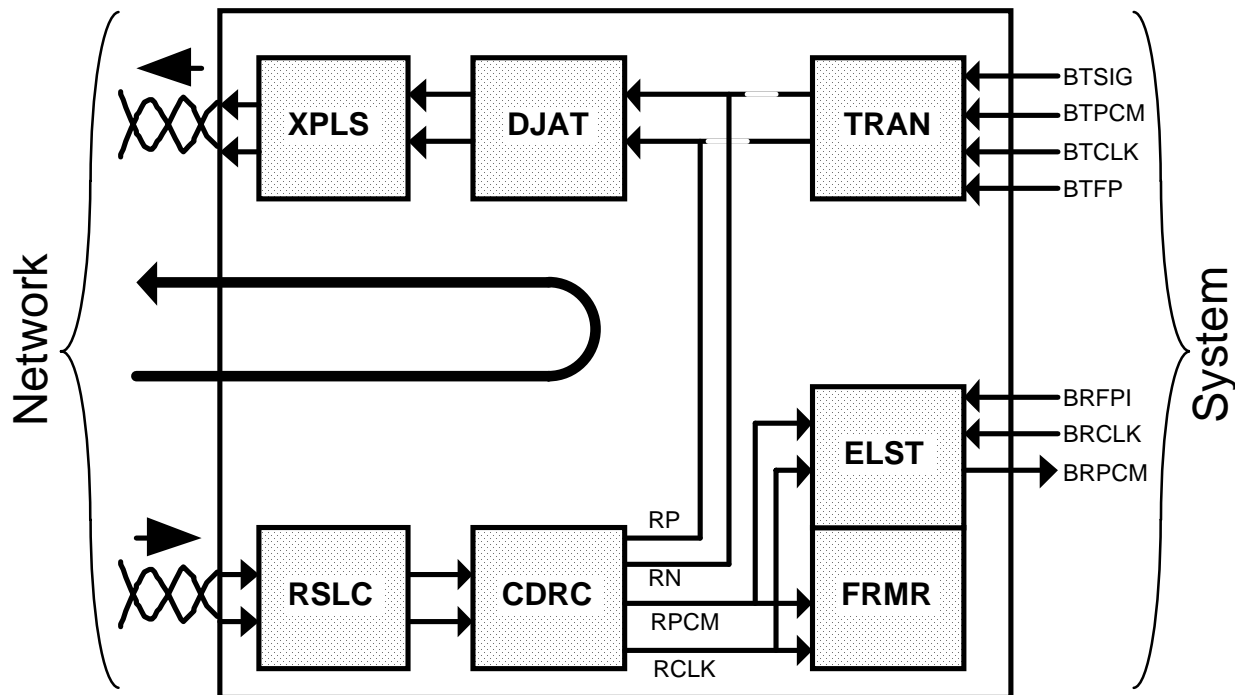 XPLS
DJAT
TRAN
BTSIG
BTPCM
BTCLK
BTFP
Network
System
ELST
BRFPI
BRCLK
BRPCM
RSLC
CDRC
RP
RN
RPCM
RCLK
FRMR